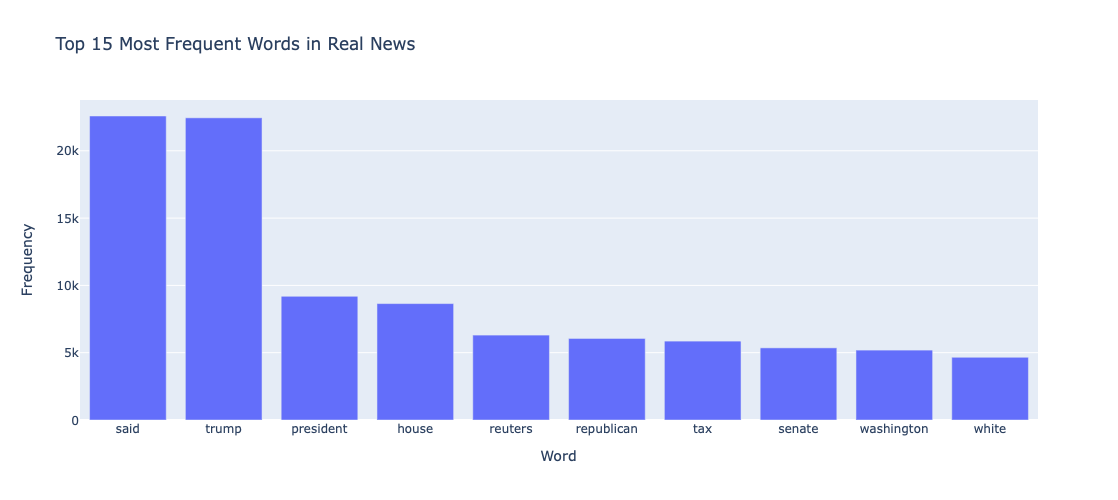 Top 15 Most Frequent Words in Real News
Frequency
20k
15k
10k
5k
0
said trump president house reuters republican tax senate washington white
Word